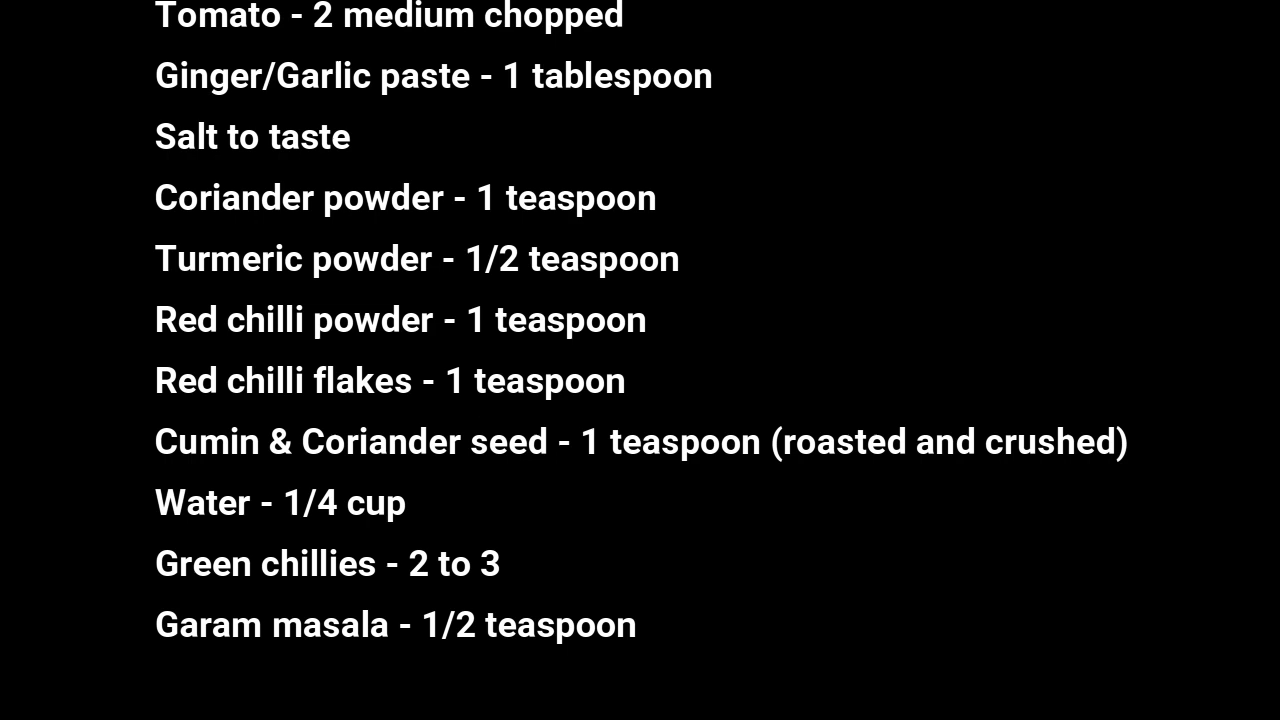 Tomato - 2 medium chopped
Ginger/Garlic paste - 1 tablespoon
Salt to taste
Coriander powder - 1 teaspoon
Turmeric powder - 1/2 teaspoon
Red chilli powder - 1 teaspoon
Red chilli flakes - 1 teaspoon
Cumin & Coriander seed - 1 teaspoon (roasted and crushed)
Water - 1/4 cup
Green chillies - 2 to 3
Garam masala - 1/2 teaspoon